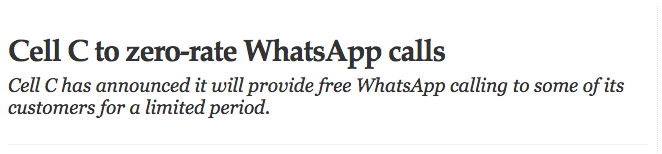 Cell C to zero-rate WhatsApp calls
Cell C has announced it will provide free WhatsApp calling to some of its
customers for a limited period.